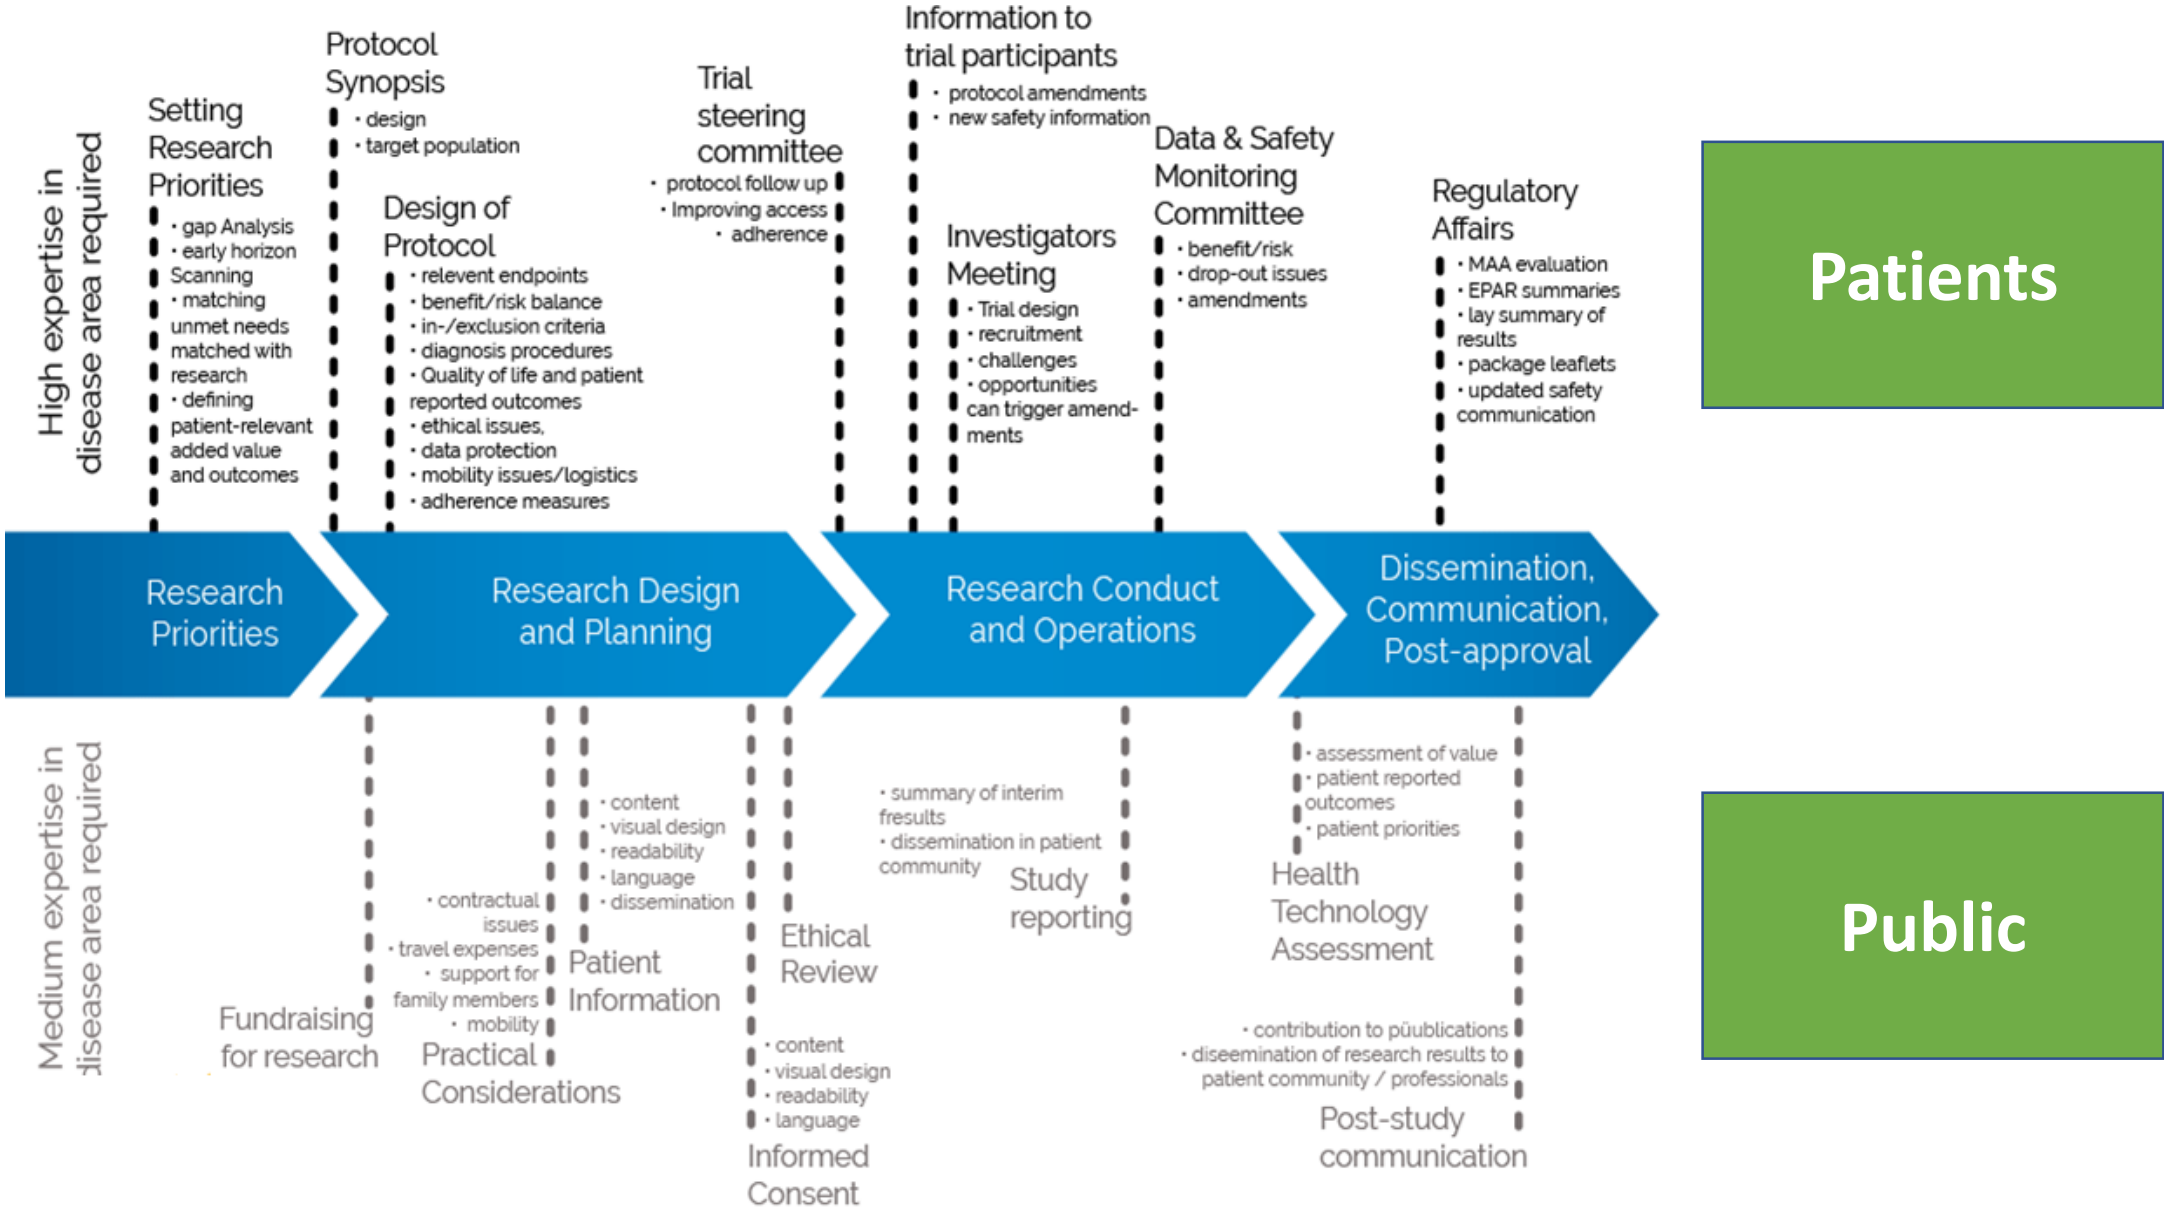 High expertise in
disease area required
Setting
Research
Priorities
• gap Analysis
• early horizon
Scanning
• matching
unmet needs
matched with
research
• defining
patient-relevant
added value
and outcomes
Protocol
Synopsis
• design
• target population
Design of
Protocol
• relevent endpoints
• benefit/risk balance
• in-/exclusion criteria
• diagnosis procedures
• Quality of life and patient
reported outcomes
• ethical issues,
• data protection
• mobility issues/logistics
• adherence measures
Trial
steering
committee
• protocol follow up
• Improving access
• adherence
Information to
trial participants
• protocol amendments
• new safety information
Investigators
Meeting
• Trial design
• recruitment
• challenges
• opportunities
can trigger amend-
ments
Data & Safety
Monitoring
Committee
• benefit/risk
• drop-out issues
• amendments
Regulatory
Affairs
• MAA evaluation
• EPAR summaries
• lay summary of
results
• package leaflets
• updated safety
communication
Patients
Research
Priorities
Research Design
and Planning
Research Conduct
and Operations
Dissemination,
Communication,
Post-approval
Medium expertise in
disease area required
Fundraising
for research
• contractual
issues
• travel expenses
• support for
family members
• mobility
Practical
Considerations
• content
• visual design
• readability
• language
• dissemination
Patient
Information
Ethical
Review
• content
• visual design
• readability
• language
Informed
Consent
• summary of interim
fresults
• dissemination in patient
community
Study
reporting
• assessment of value
• patient reported
outcomes
• patient priorities
Health
Technology
Assessment
• contribution to püublications
• diseemination of research results to
patient community / professionals
Post-study
communication
Public